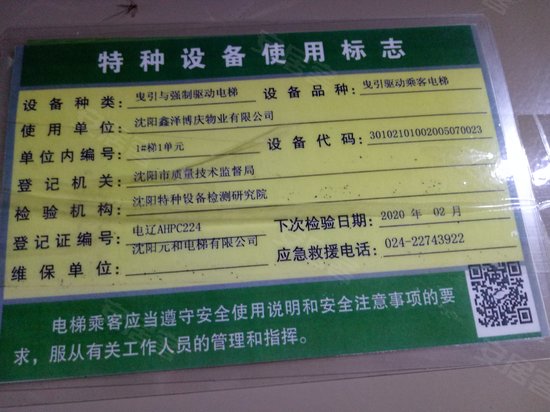 特种设备使用标志
设备种类：曳引与强制驱动电梯 设备品种：曳引驱动乘客电梯
使用单位：沈阳鑫洋博庆物业有限公司
单位内编号：1#梯1单元 设备代码：30102101002005070023
登记机关：沈阳市质量技术监督局
检验机构：沈阳特种设备检测研究院
登记证编号：电辽AHPC224 下次检验日期：2020 年 02 月
维保单位：沈阳元和电梯有限公司 应急救援电话：024-22743922
电梯乘客应当遵守安全使用说明和安全注意事项的要
求，服从有关工作人员的管理和指挥。